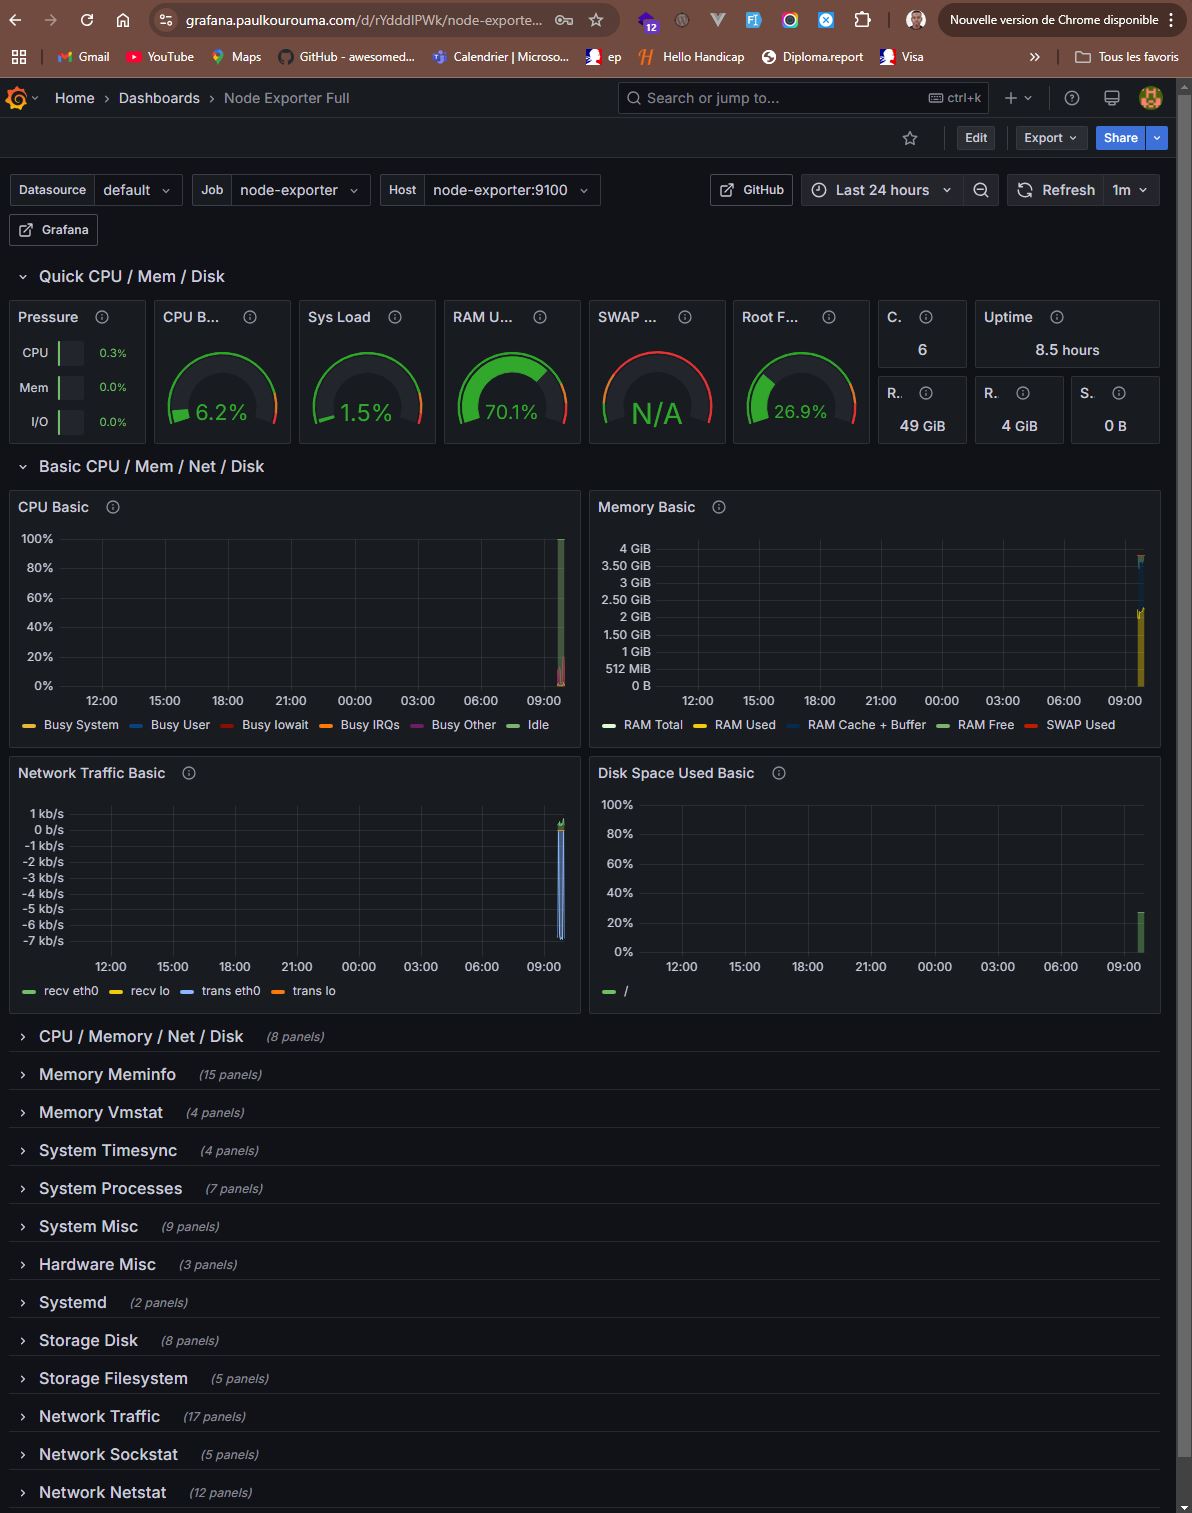 grafana.paulkourouma.com/d/rYdddlPWk/node-exporte...
12
Nouvelle version de Chrome disponible
Gmail YouTube Maps GitHub - awesomed... Calendrier | Microso... ep Hello Handicap Diploma.report Visa » Tous les favoris
Home › Dashboards › Node Exporter Full
Search or jump to... ctrl+k
Edit Export Share
Datasource default Job node-exporter Host node-exporter:9100 GitHub Last 24 hours Refresh 1m
Grafana
Quick CPU / Mem / Disk
Pressure
CPU 0.3%
Mem 0.0%
I/O 0.0%
CPU B...
6.2%
Sys Load
1.5%
RAM U...
70.1%
SWAP ...
N/A
Root F...
26.9%
C.
6
Uptime
8.5 hours
R..
49 GiB
R.
4 GiB
S.
0 B
Basic CPU / Mem / Net / Disk
CPU Basic
100%
80%
60%
40%
20%
0%
12:00 15:00 18:00 21:00 00:00 03:00 06:00 09:00
Busy System Busy User Busy Iowait Busy IRQs Busy Other Idle
Memory Basic
4 GiB
3.50 GiB
3 GiB
2.50 GiB
2 GiB
1.50 GiB
1 GiB
512 MiB
0 B
12:00 15:00 18:00 21:00 00:00 03:00 06:00 09:00
RAM Total RAM Used RAM Cache + Buffer RAM Free SWAP Used
Network Traffic Basic
1 kb/s
0 b/s
-1 kb/s
-2 kb/s
-3 kb/s
-4 kb/s
-5 kb/s
-6 kb/s
-7 kb/s
12:00 15:00 18:00 21:00 00:00 03:00 06:00 09:00
recv eth0 recv lo trans eth0 trans lo
Disk Space Used Basic
100%
80%
60%
40%
20%
0%
12:00 15:00 18:00 21:00 00:00 03:00 06:00 09:00
/
CPU / Memory / Net / Disk (8 panels)
Memory Meminfo (15 panels)
Memory Vmstat (4 panels)
System Timesync (4 panels)
System Processes (7 panels)
System Misc (9 panels)
Hardware Misc (3 panels)
Systemd (2 panels)
Storage Disk (8 panels)
Storage Filesystem (5 panels)
Network Traffic (17 panels)
Network Sockstat (5 panels)
Network Netstat (12 panels)